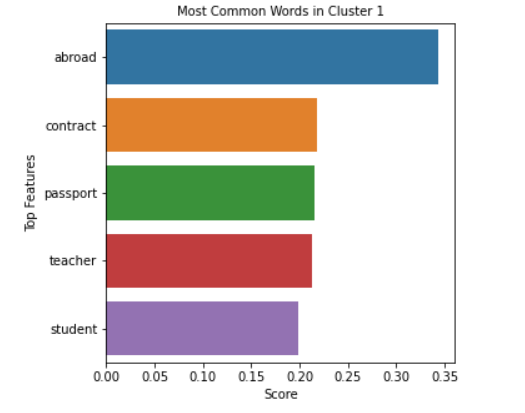 Most Common Words in Cluster 1
Top Features
abroad
contract
passport
teacher
student
0.00 0.05 0.10 0.15 0.20 0.25 0.30 0.35
Score